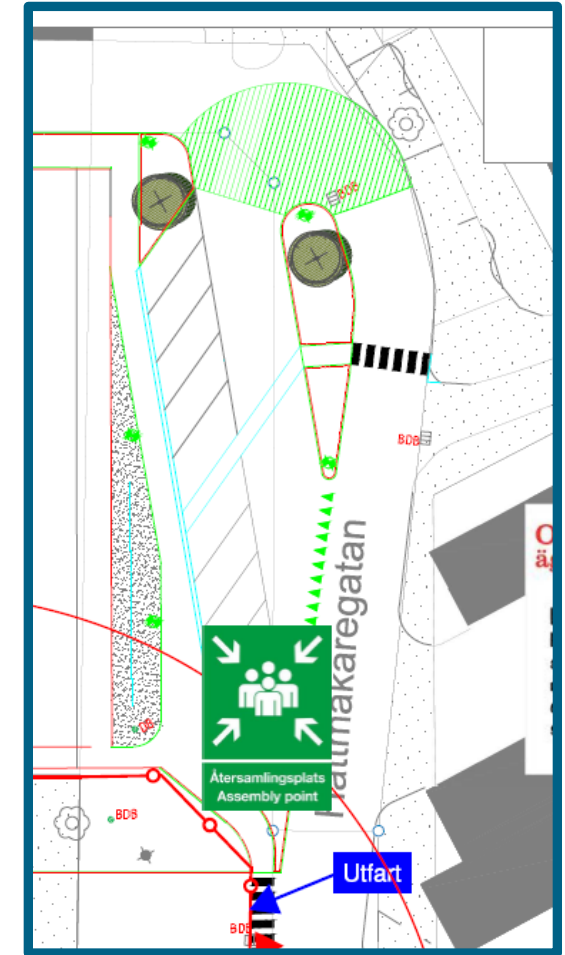 BDB
BDB
Hattmakaregatan
Återsamlingsplats
Assembly point
BDB
Utfart
BDB